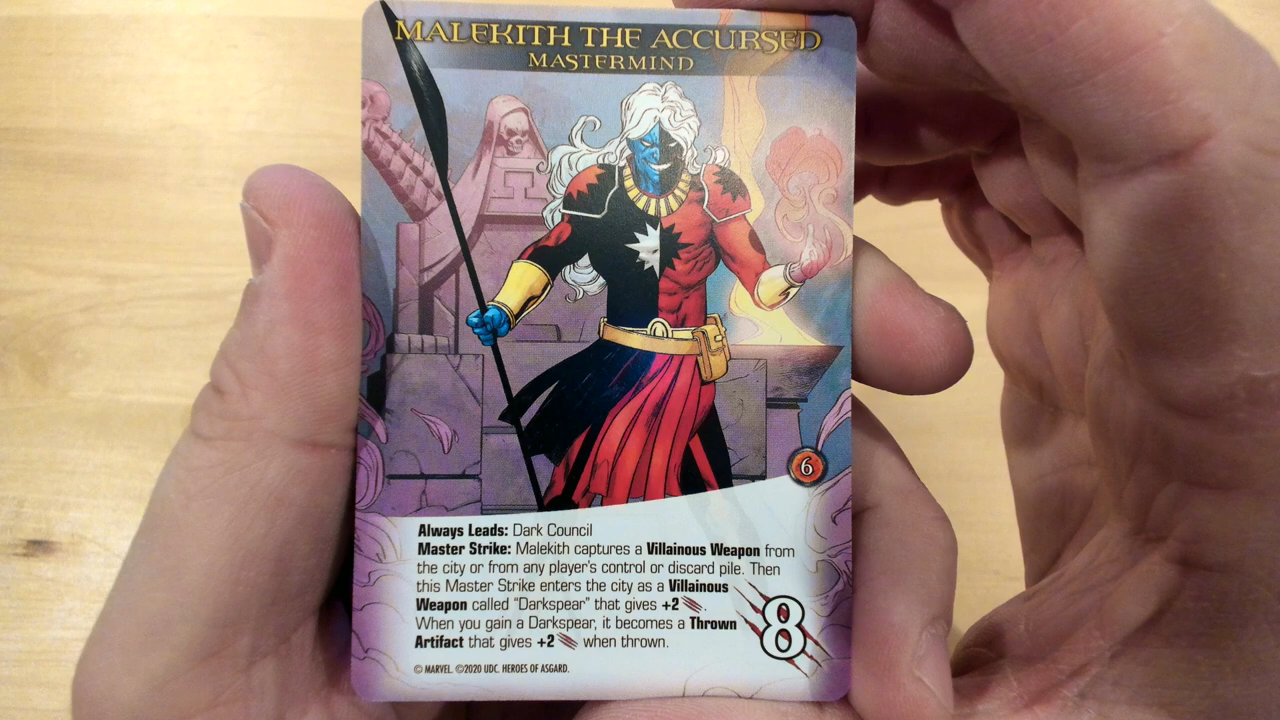 MALEKITH THE ACCURSED
MASTERMIND
6
Always Leads: Dark Council
Master Strike: Malekith captures a Villainous Weapon from
the city or from any player's control or discard pile. Then
this Master Strike enters the city as a Villainous
Weapon called "Darkspear" that gives +2.
When you gain a Darkspear, it becomes a Thrown
Artifact that gives +2 when thrown.
8
© MARVEL. ©2020 UDC. HEROES OF ASGARD.